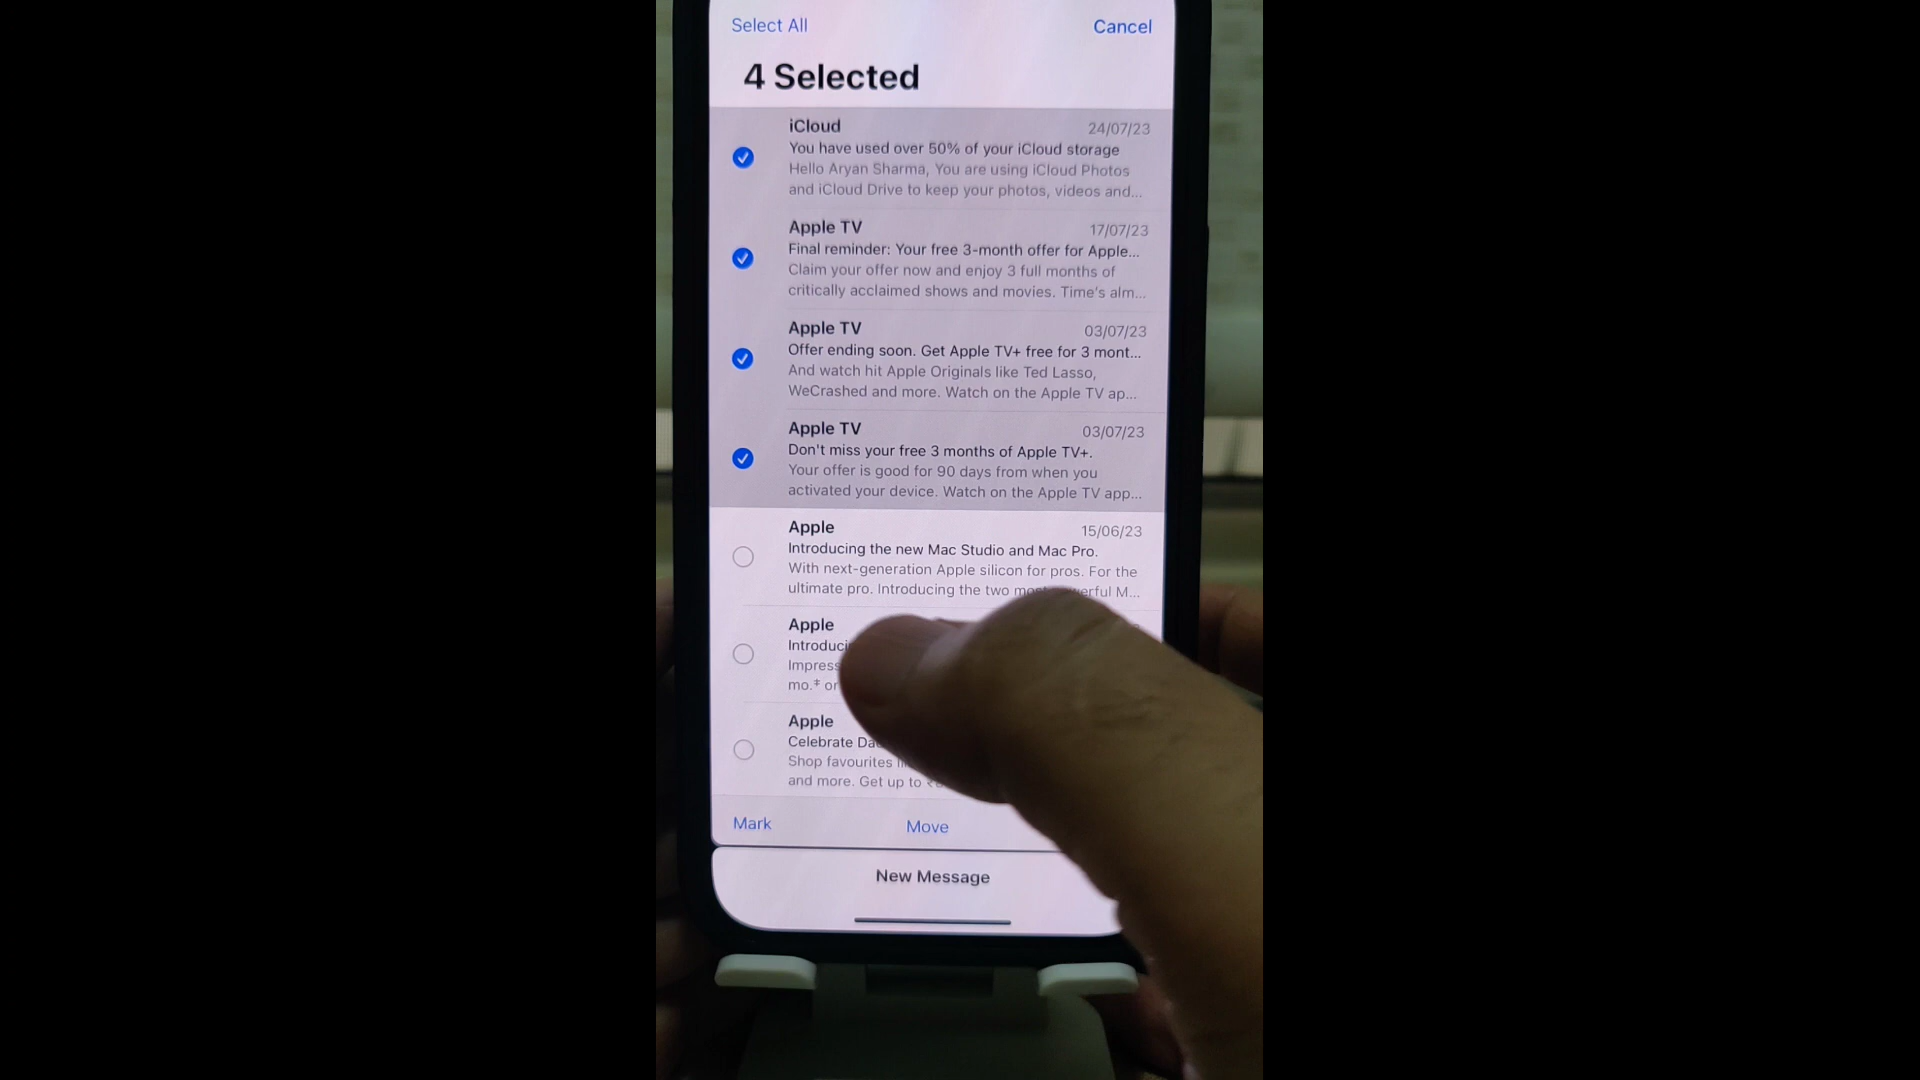 Select All
Cancel
4 Selected
iCloud
24/07/23
You have used over 50% of your iCloud storage
Hello Aryan Sharma, You are using iCloud Photos
and iCloud Drive to keep your photos, videos and...
Apple TV
17/07/23
Final reminder: Your free 3-month offer for Apple...
Claim your offer now and enjoy 3 full months of
critically acclaimed shows and movies. Time's alm...
Apple TV
03/07/23
Offer ending soon. Get Apple TV+ free for 3 mont...
And watch hit Apple Originals like Ted Lasso,
WeCrashed and more. Watch on the Apple TV ap...
Apple TV
03/07/23
Don't miss your free 3 months of Apple TV+.
Your offer is good for 90 days from when you
activated your device. Watch on the Apple TV app...
Apple
15/06/23
Introducing the new Mac Studio and Mac Pro.
With next-generation Apple silicon for pros. For the
ultimate pro. Introducing the two M...
Apple
mo.* or
Apple
Celebrate
Shop favourites
and more. Get up to
Mark
Move
New Message